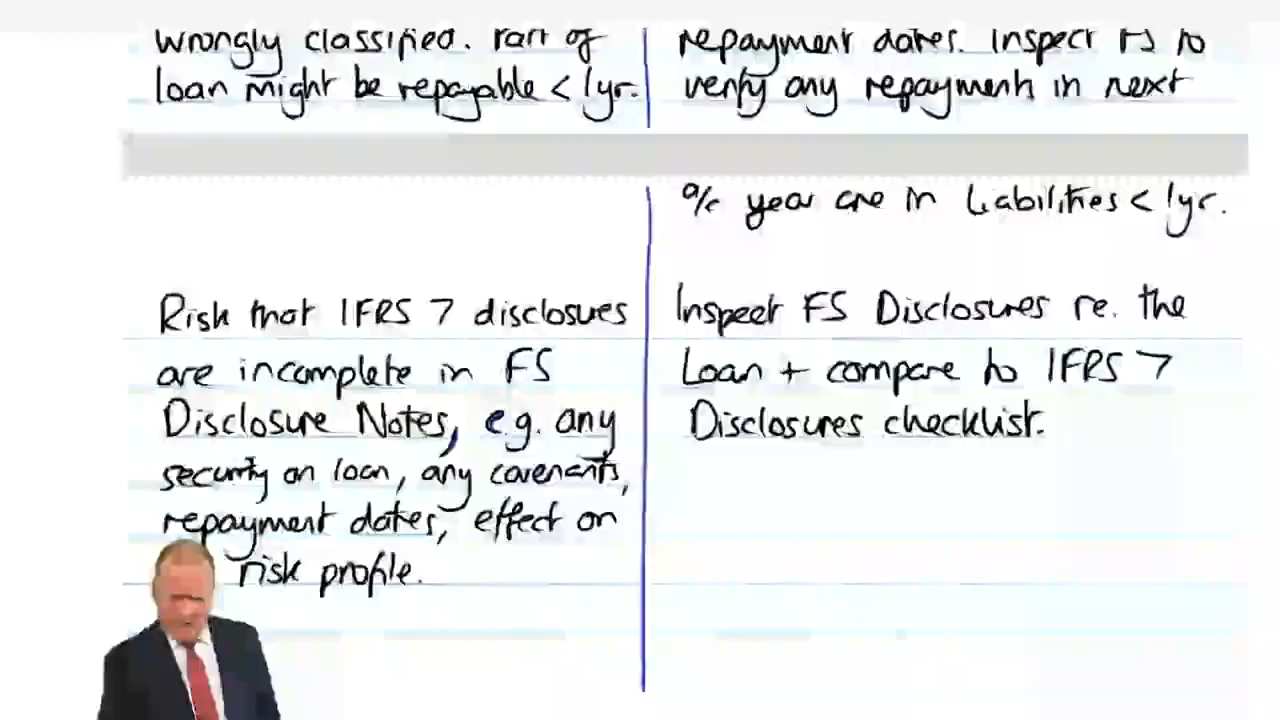 wrongly classified. Part of
loan might be repayable < 1yr.
Risk that IFRS 7 disclosures
are incomplete in FS
Disclosure Notes, e.g. any
security on loan, any covenants,
repayment dates, effect on
risk profile.
repayment dates. Inspect FS to
verify any repayments in next
% year are in Liabilities < 1yr.
Inspect FS Disclosures re. the
Loan + compare to IFRS 7
Disclosures checklist.